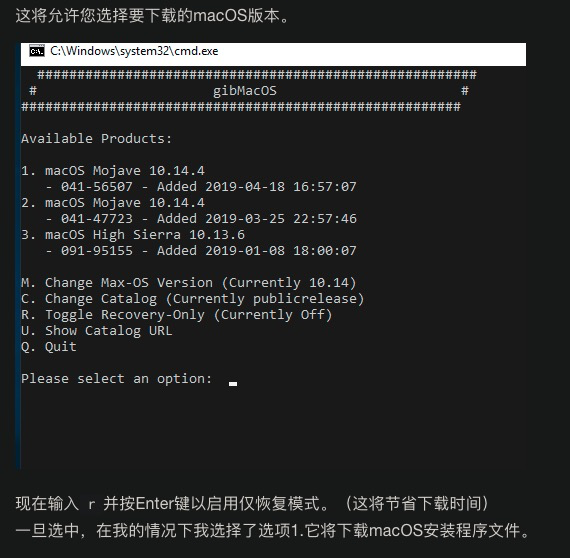 这将允许您选择要下载的macOS版本。
C:\Windows\system32\cmd.exe
#######################################################
# gibMacOS #
#######################################################
Available Products:
1. macOS Mojave 10.14.4
- 041-56507 - Added 2019-04-18 16:57:07
2. macOS Mojave 10.14.4
- 041-47723 - Added 2019-03-25 22:57:46
3. macOS High Sierra 10.13.6
- 091-95155 - Added 2019-01-08 18:00:07
M. Change Max-OS Version (Currently 10.14)
C. Change Catalog (Currently publicrelease)
R. Toggle Recovery-Only (Currently Off)
U. Show Catalog URL
Q. Quit
Please select an option:
现在输入 r 并按Enter键以启用仅恢复模式。（这将节省下载时间）
一旦选中，在我的情况下我选择了选项1.它将下载macOS安装程序文件。